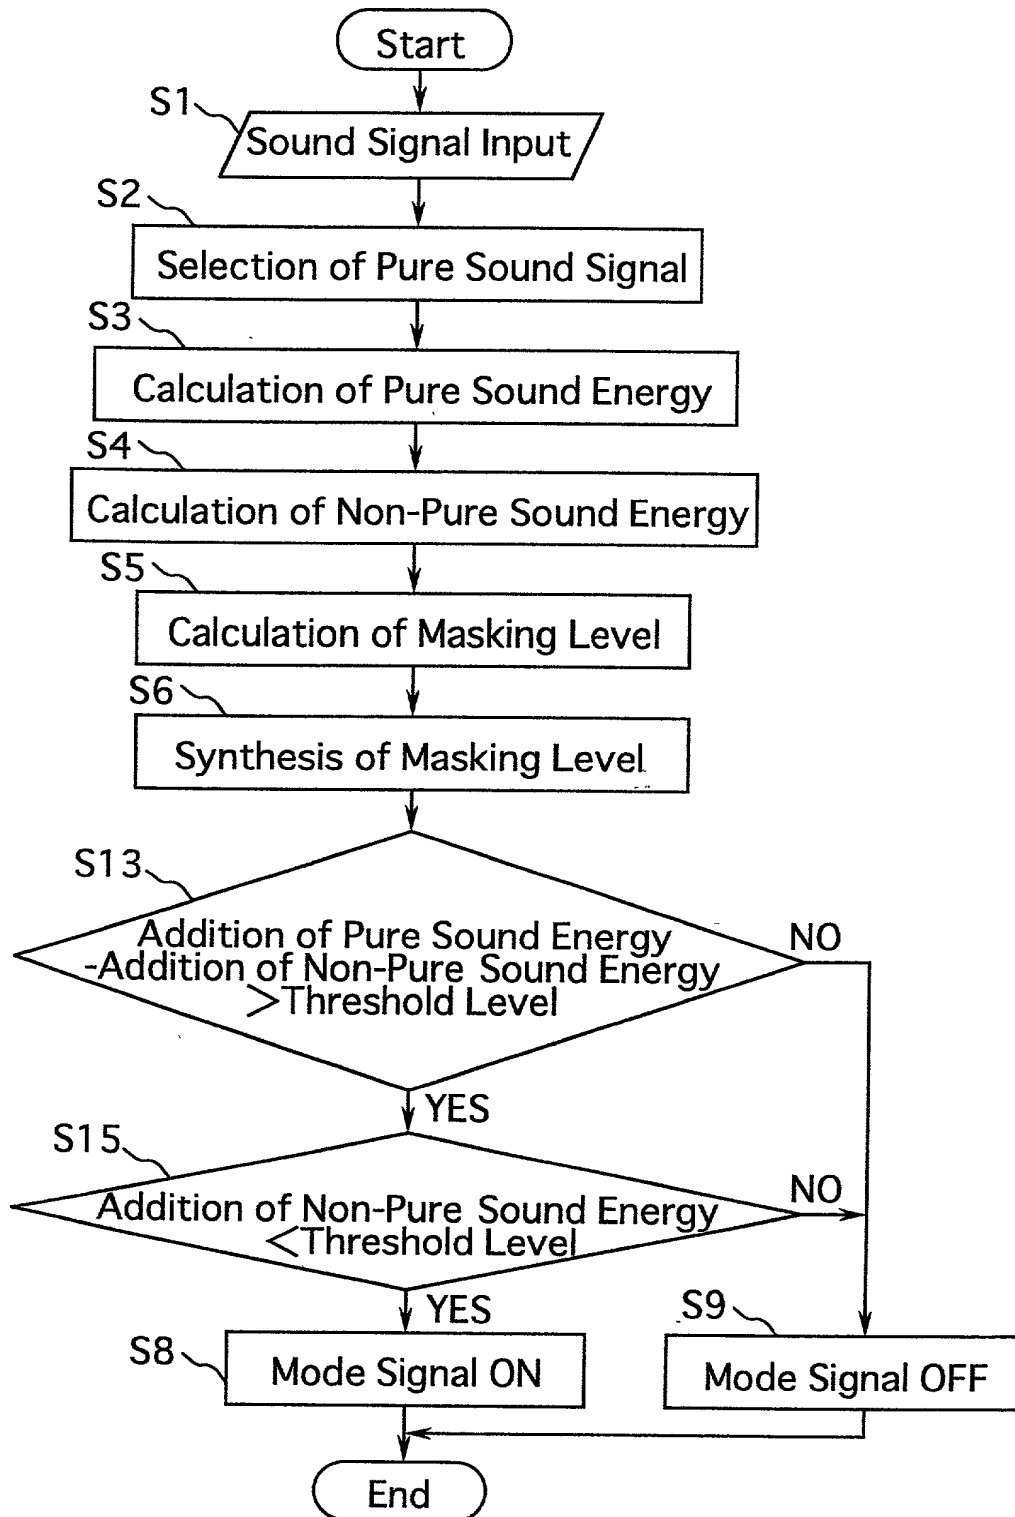 Start
S1
Sound Signal Input
S2
Selection of Pure Sound Signal
S3
Calculation of Pure Sound Energy
S4
Calculation of Non-Pure Sound Energy
S5
Calculation of Masking Level
S6
Synthesis of Masking Level
S13
Addition of Pure Sound Energy
-Addition of Non-Pure Sound Energy
>Threshold Level
NO
YES
S15
Addition of Non-Pure Sound Energy
<Threshold Level
NO
YES
S8
Mode Signal ON
S9
Mode Signal OFF
End